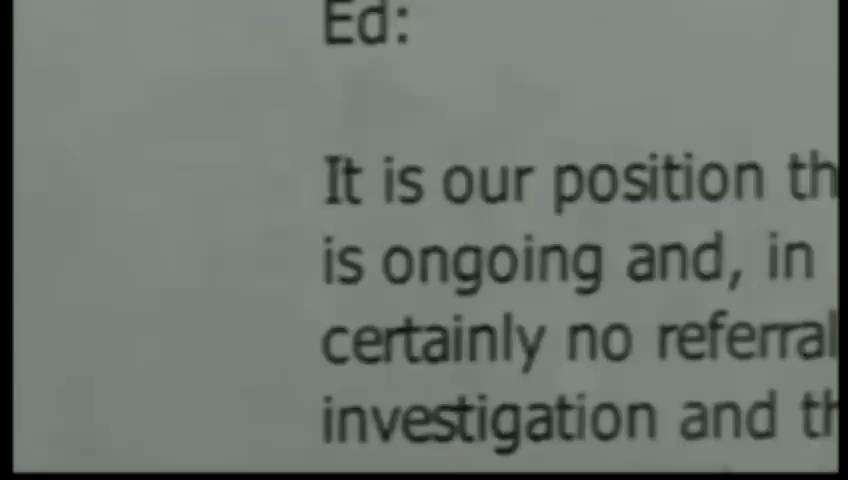 Ed:
It is our position th
is ongoing and, in
certainly no referral
investigation and th